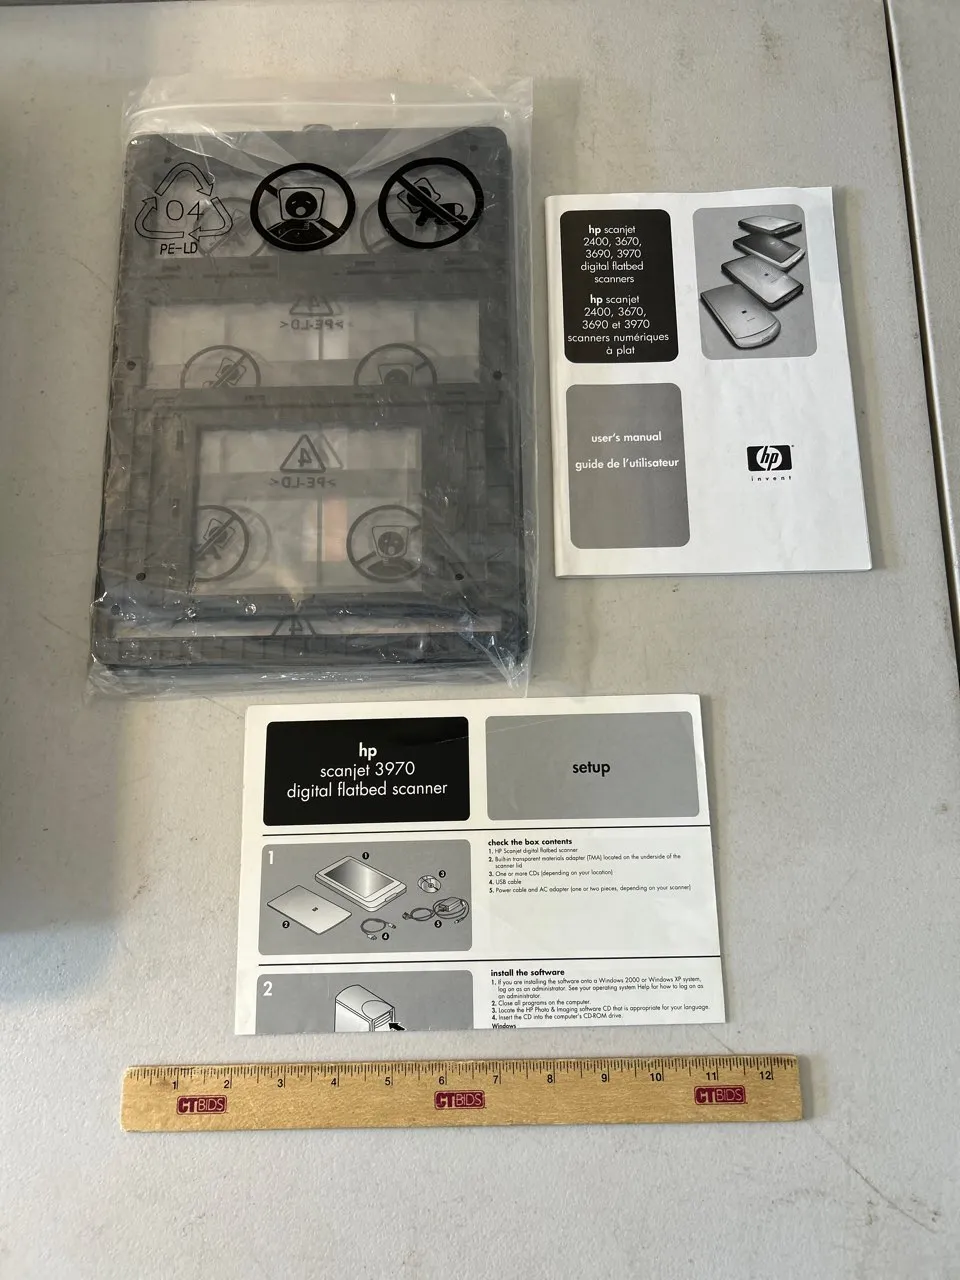 04
PE-LD
4
>PE-LD<
4
>PE-LD<
4
hp scanjet
2400, 3670,
3690, 3970
digital flatbed
scanners
hp scanjet
2400, 3670,
3690 et 3970
scanners numériques
à plat
user's manual
guide de l'utilisateur
hp
invent
hp
scanjet 3970
digital flatbed scanner
setup
1
1
2
3
4
5
check the box contents
1. HP Scanjet digital flatbed scanner
2. Built-in transparent materials adapter (TMA) located on the underside of the
scanner lid
3. One or more CDs (depending on your location)
4. USB cable
5. Power cable and AC adapter (one or two pieces, depending on your scanner)
2
install the software
1. If you are installing the software onto a Windows 2000 or Windows XP system,
log on as an administrator. See your operating system Help for how to log on as
an administrator.
2. Close all programs on the computer.
3. Locate the HP Photo & Imaging software CD that is appropriate for your language.
4. Insert the CD into the computer's CD-ROM drive.
Windows
1 2 3 4 5 6 7 8 9 10 11 12
CTBIDS CTBIDS CTBIDS